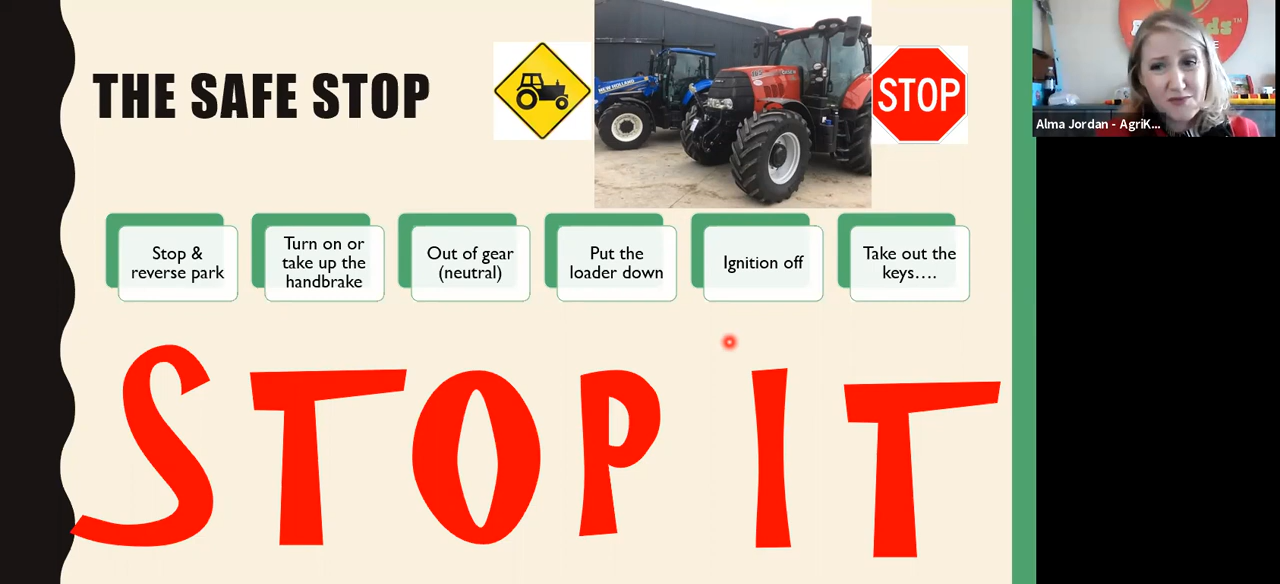 THE SAFE STOP
NEW HOLLAND
STOP
Alma Jordan - AgriK...
Stop &
reverse park
Turn on or
take up the
handbrake
Out of gear
(neutral)
Put the
loader down
Ignition off
Take out the
keys….
STOP IT